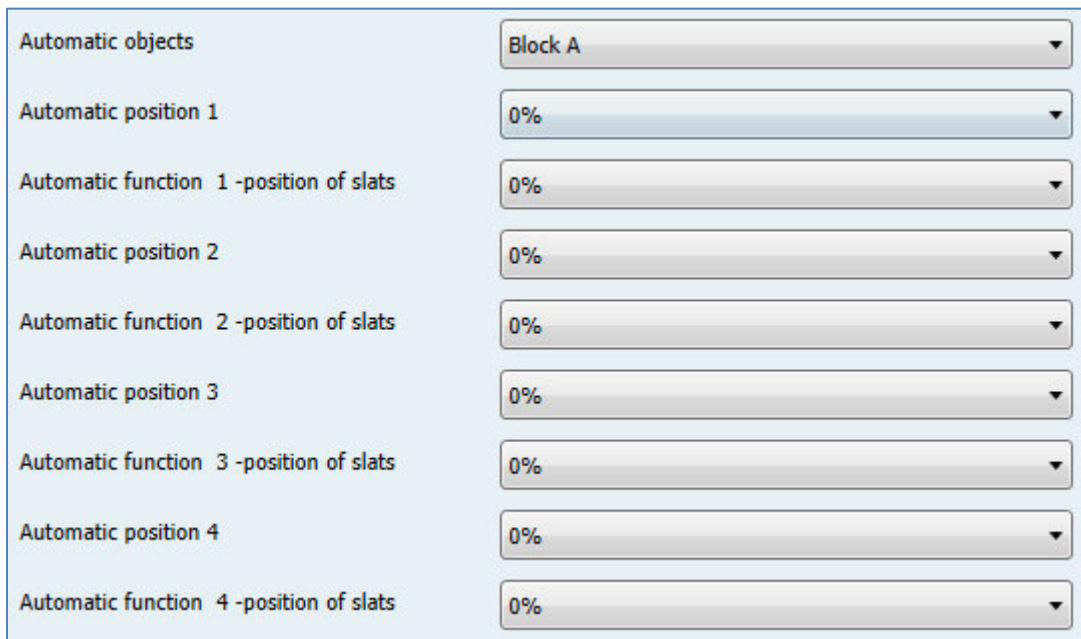 Automatic objects Block A
Automatic position 1 0%
Automatic function  1 -position of slats 0%
Automatic position 2 0%
Automatic function  2 -position of slats 0%
Automatic position 3 0%
Automatic function  3 -position of slats 0%
Automatic position 4 0%
Automatic function  4 -position of slats 0%